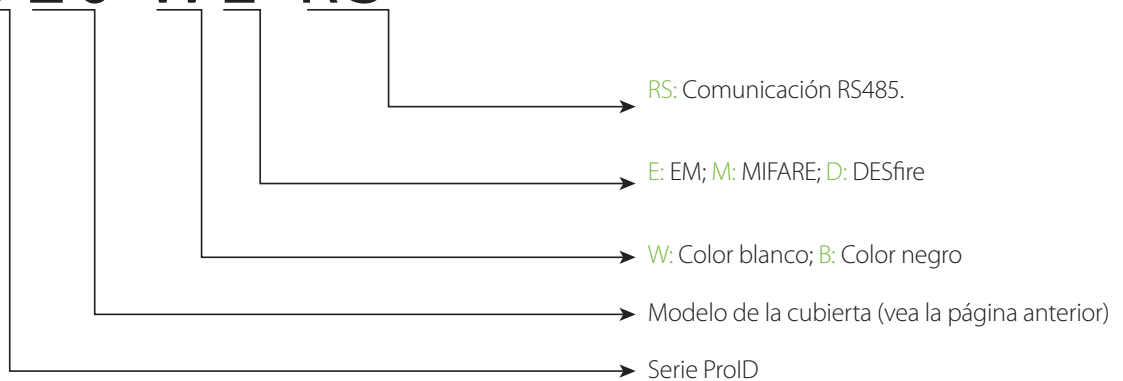 RS: Comunicación RS485.
E: EM; M: MIFARE; D: DESfire
W: Color blanco; B: Color negro
Modelo de la cubierta (vea la página anterior)
Serie ProID